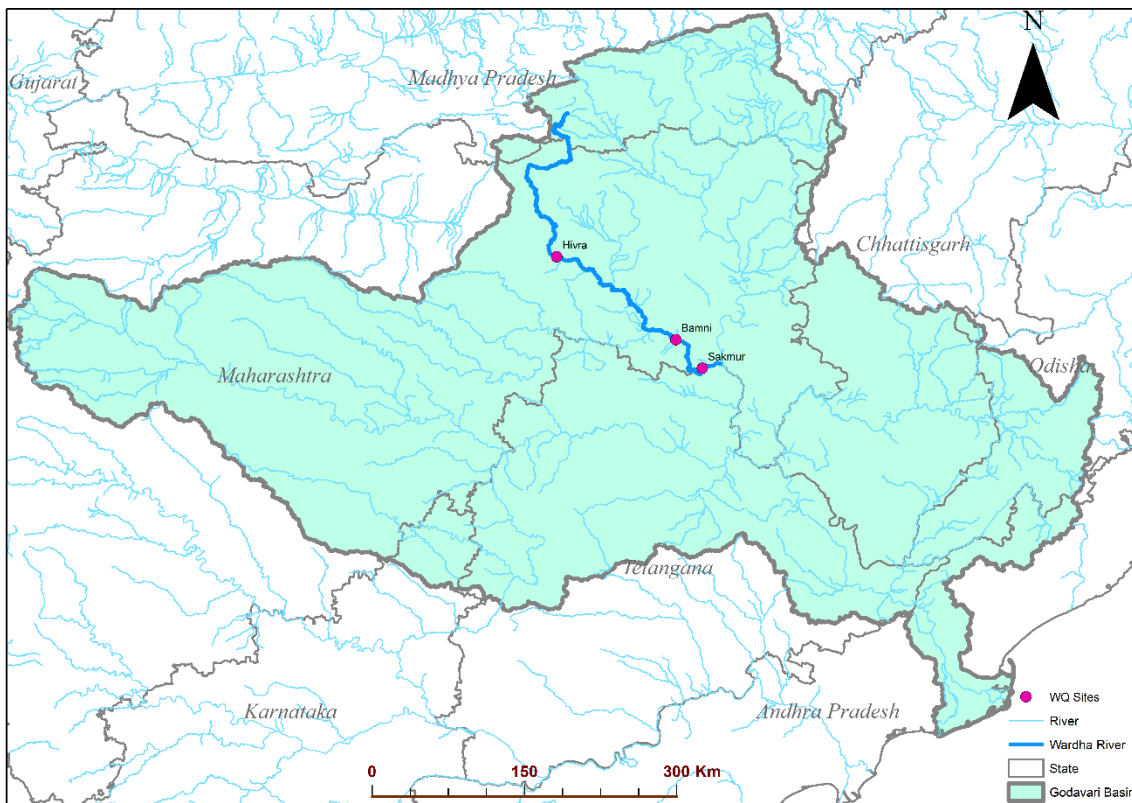 N
Gujarat
Madhya Pradesh
Hivra
Chhattisgarh
Bamni
Sakmur
Maharashtra
Odisha
Telangana
Karnataka
Andhra Pradesh
WQ Sites
River
Wardha River
State
Godavari Basin
0 150 300 Km